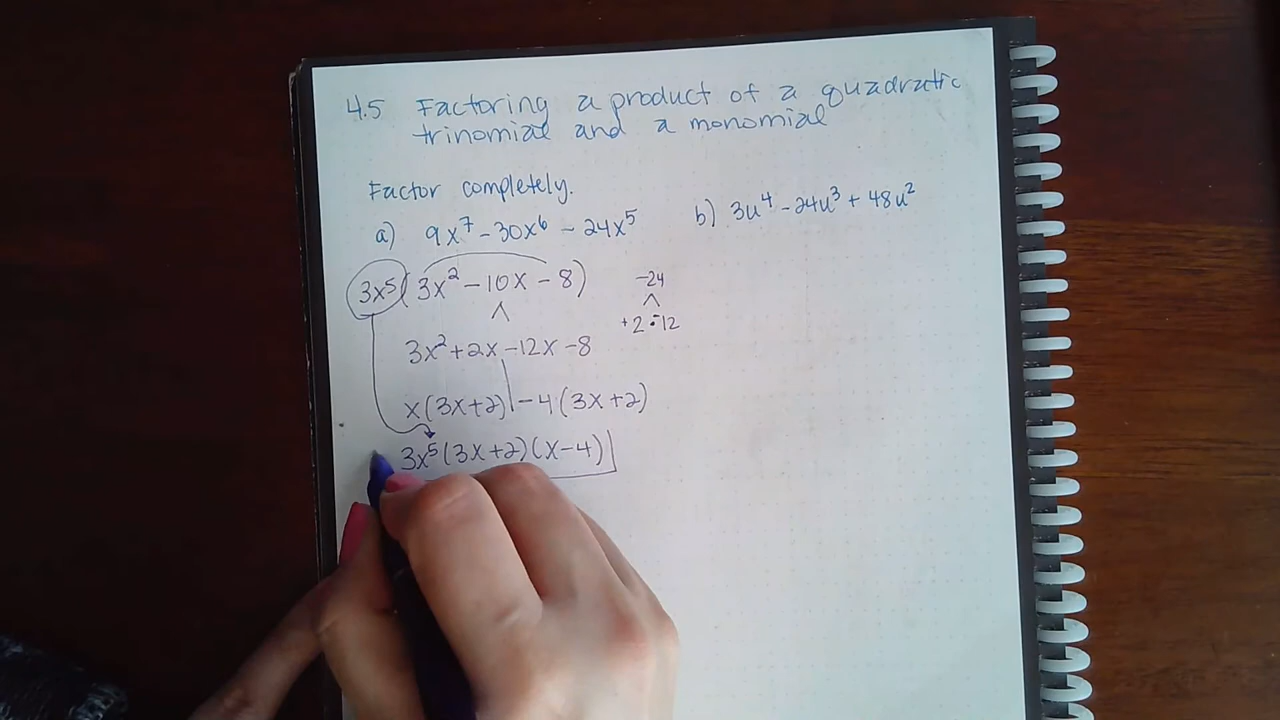 4.5 Factoring a product of a quadratic
trinomial and a monomial
Factor completely.
a) 9x⁷ - 30x⁶ - 24x⁵
b) 3u⁴ - 24u³ + 48u²
3x⁵(3x² - 10x - 8)
-24
+2 · -12
3x² + 2x - 12x - 8
x(3x+2) - 4(3x+2)
3x⁵(3x+2)(x-4)